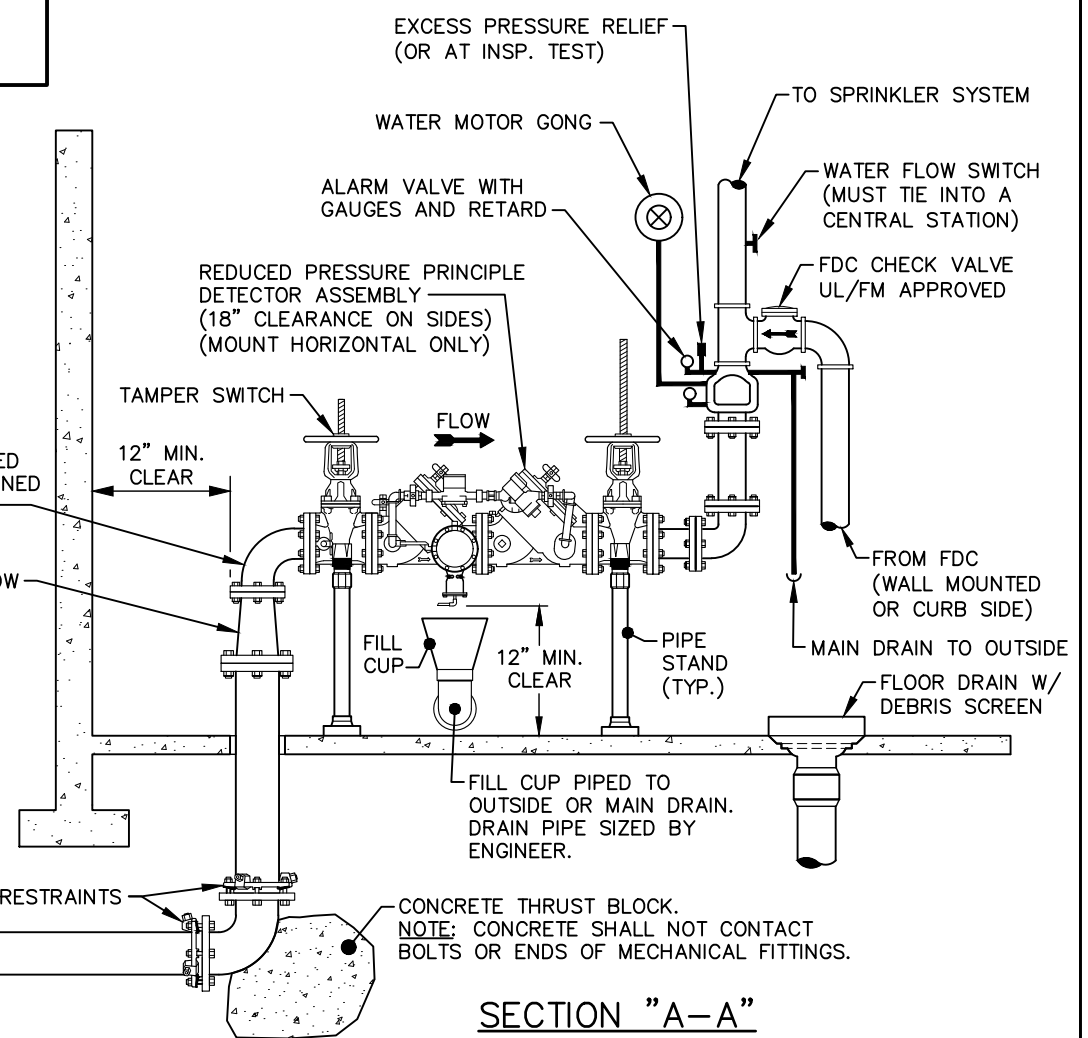 EXCESS PRESSURE RELIEF
(OR AT INSP. TEST)
TO SPRINKLER SYSTEM
WATER MOTOR GONG
WATER FLOW SWITCH
(MUST TIE INTO A
CENTRAL STATION)
ALARM VALVE WITH
GAUGES AND RETARD
FDC CHECK VALVE
UL/FM APPROVED
REDUCED PRESSURE PRINCIPLE
DETECTOR ASSEMBLY
(18" CLEARANCE ON SIDES)
(MOUNT HORIZONTAL ONLY)
TAMPER SWITCH
FLOW
12" MIN.
CLEAR
FROM FDC
(WALL MOUNTED
OR CURB SIDE)
FILL
CUP
12" MIN.
CLEAR
PIPE
STAND
(TYP.)
MAIN DRAIN TO OUTSIDE
FLOOR DRAIN W/
DEBRIS SCREEN
FILL CUP PIPED TO
OUTSIDE OR MAIN DRAIN.
DRAIN PIPE SIZED BY
ENGINEER.
RESTRAINTS
CONCRETE THRUST BLOCK.
NOTE: CONCRETE SHALL NOT CONTACT
BOLTS OR ENDS OF MECHANICAL FITTINGS.
SECTION "A-A"